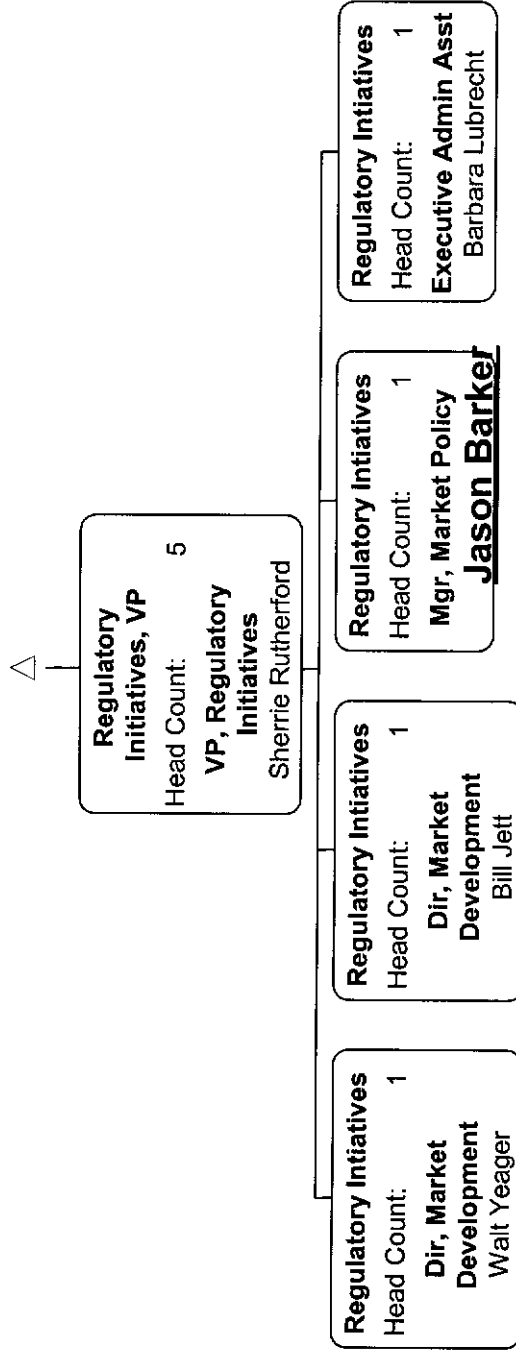 Regulatory
Initiatives, VP
Head Count: 5
VP, Regulatory
Initiatives
Sherrie Rutherford
Regulatory Intiatives
Head Count: 1
Dir, Market
Development
Walt Yeager
Regulatory Intiatives
Head Count: 1
Dir, Market
Development
Bill Jett
Regulatory Intiatives
Head Count: 1
Mgr, Market Policy
Jason Barker
Regulatory Intiatives
Head Count: 1
Executive Admin Asst
Barbara Lubrecht